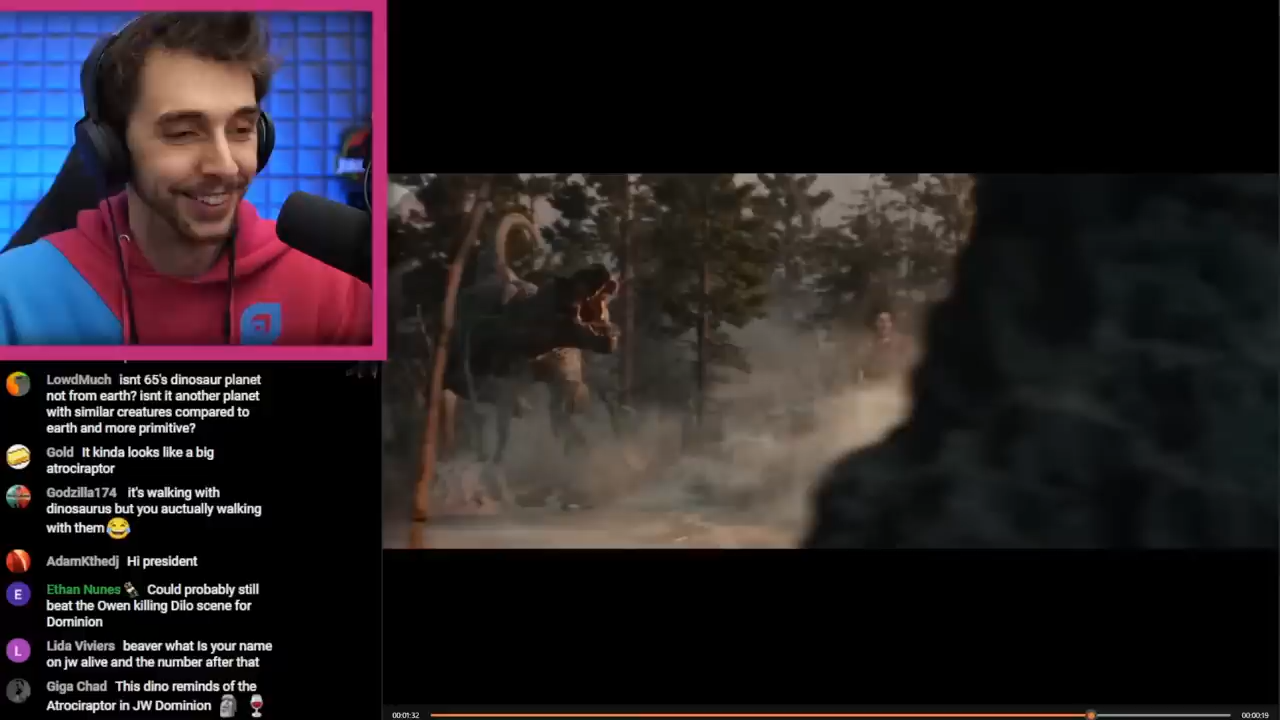 LowdMuch isnt 65's dinosaur planet
not from earth? isnt it another planet
with similar creatures compared to
earth and more primitive?
Gold It kinda looks like a big
atrociraptor
Godzilla174 it's walking with
dinosaurus but you auctually walking
with them
AdamKthedj Hi president
E
Ethan Nunes Could probably still
beat the Owen killing Dilo scene for
Dominion
L
Lida Viviers beaver what Is your name
on jw alive and the number after that
Giga Chad This dino reminds of the
Atrociraptor in JW Dominion
00:01:32
00:00:19